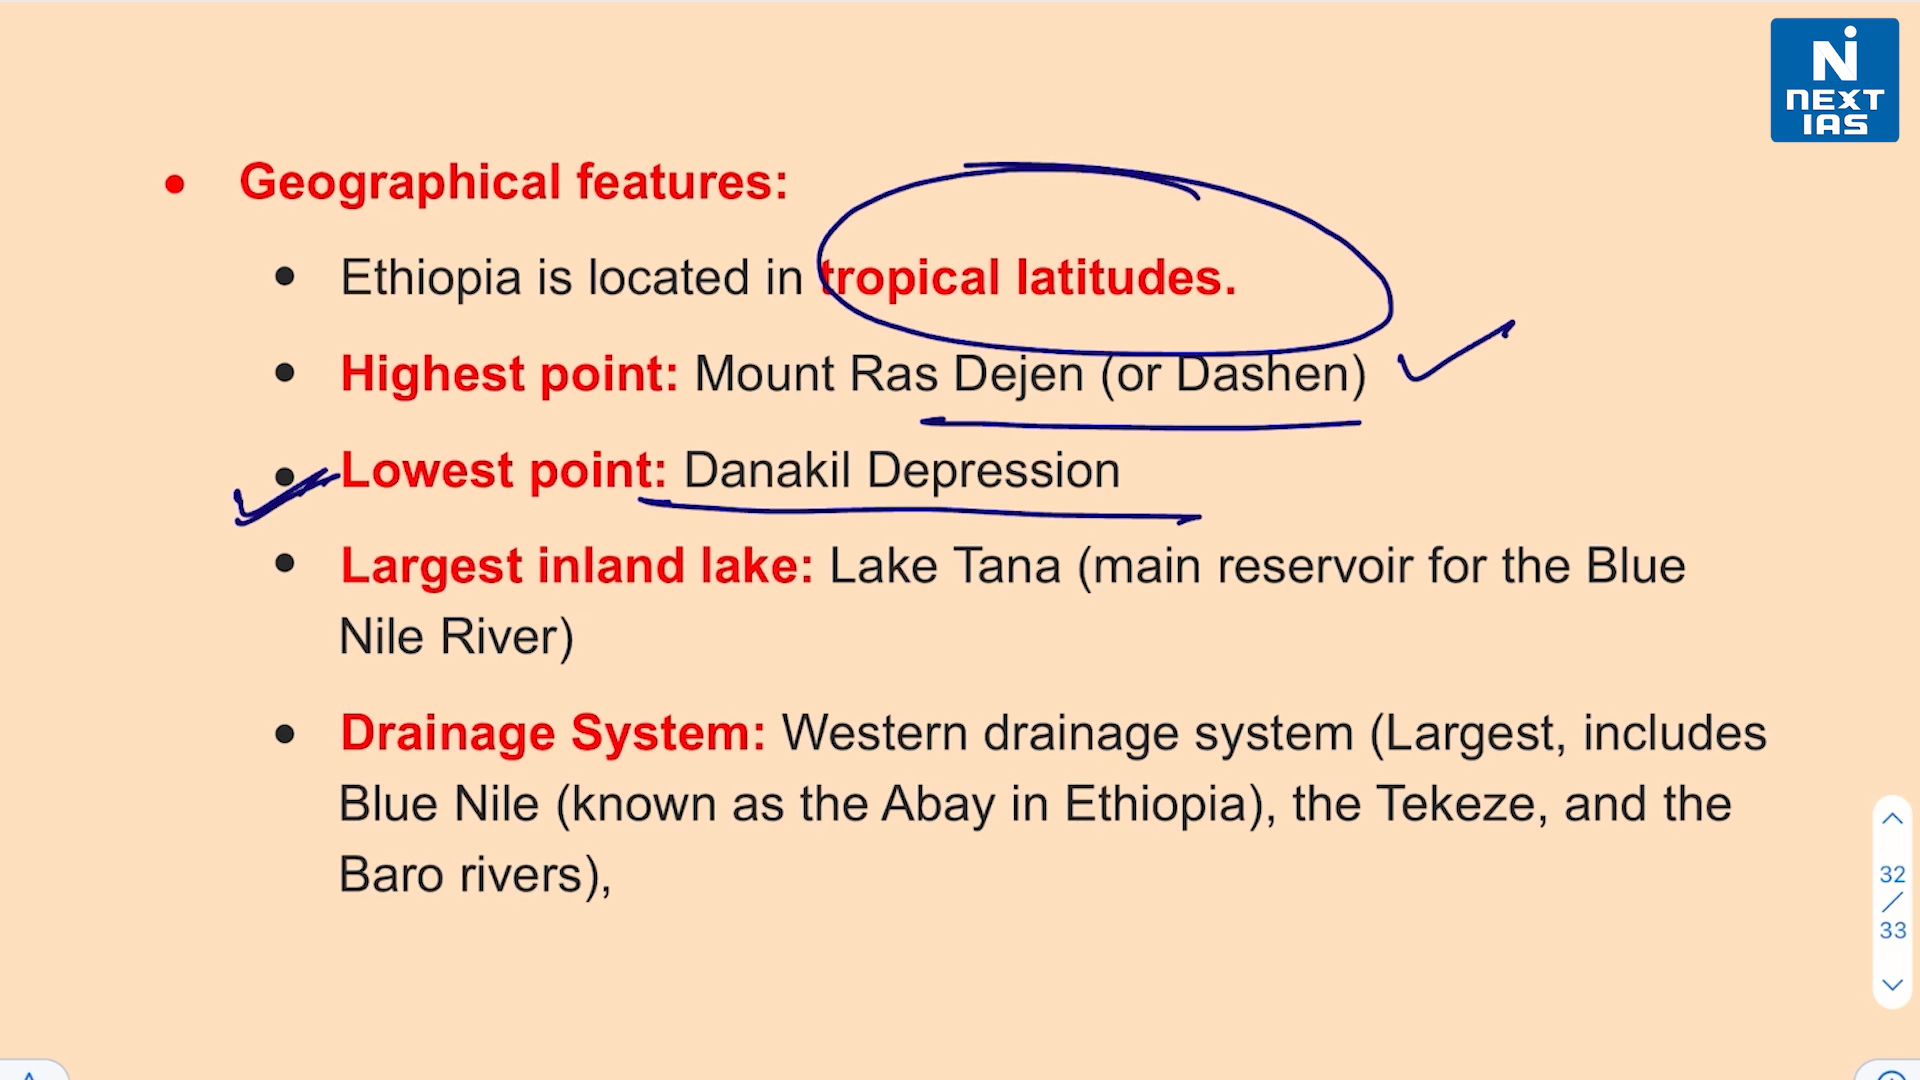 NEXT
IAS
• Geographical features:
• Ethiopia is located in tropical latitudes.
• Highest point: Mount Ras Dejen (or Dashen)
• Lowest point: Danakil Depression
• Largest inland lake: Lake Tana (main reservoir for the Blue
Nile River)
• Drainage System: Western drainage system (Largest, includes
Blue Nile (known as the Abay in Ethiopia), the Tekeze, and the
Baro rivers),
32
/
33